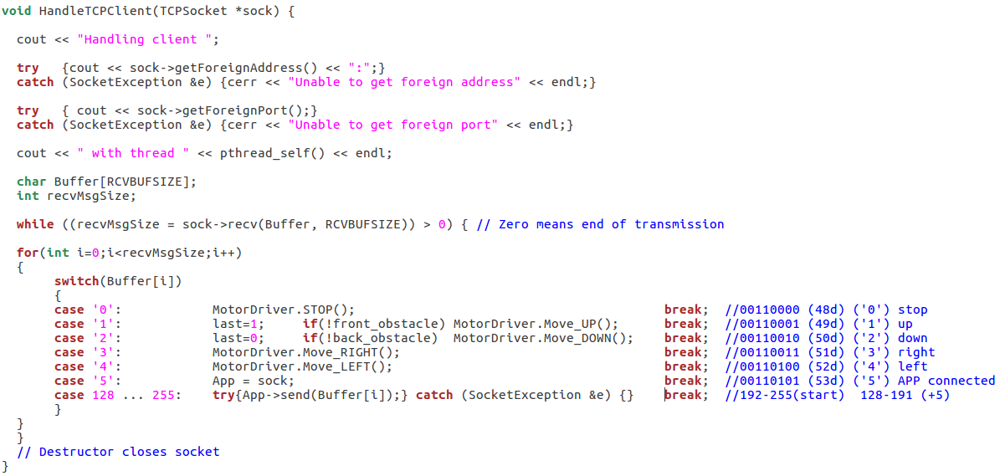 void HandleTCPClient(TCPSocket *sock) {
cout << "Handling client ";
try {cout << sock->getForeignAddress() << ":";}
catch (SocketException &e) {cerr << "Unable to get foreign address" << endl;}
try { cout << sock->getForeignPort();}
catch (SocketException &e) {cerr << "Unable to get foreign port" << endl;}
cout << " with thread " << pthread_self() << endl;
char Buffer[RCVBUFSIZE];
int recvMsgSize;
while ((recvMsgSize = sock->recv(Buffer, RCVBUFSIZE)) > 0) { // Zero means end of transmission
for(int i=0;i<recvMsgSize;i++)
{
switch(Buffer[i])
{
case '0': MotorDriver.STOP(); break; //00110000 (48d) ('0') stop
case '1': last=1; if(!front_obstacle) MotorDriver.Move_UP(); break; //00110001 (49d) ('1') up
case '2': last=0; if(!back_obstacle) MotorDriver.Move_DOWN(); break; //00110010 (50d) ('2') down
case '3': MotorDriver.Move_RIGHT(); break; //00110011 (51d) ('3') right
case '4': MotorDriver.Move_LEFT(); break; //00110100 (52d) ('4') left
case '5': App = sock; break; //00110101 (53d) ('5') APP connected
case 128 ... 255: try{App->send(Buffer[i]);} catch (SocketException &e) {} break; //192-255(start) 128-191 (+5)
}
}
}
// Destructor closes socket
}